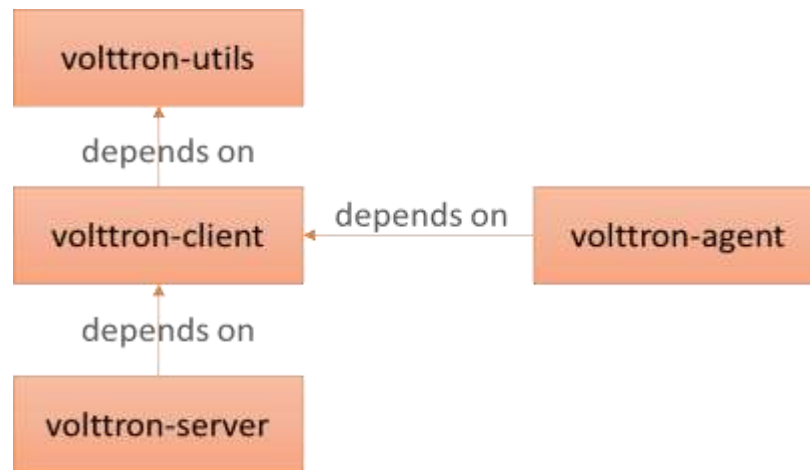 volttron-utils
depends on
volttron-client
depends on
volttron-agent
depends on
volttron-server